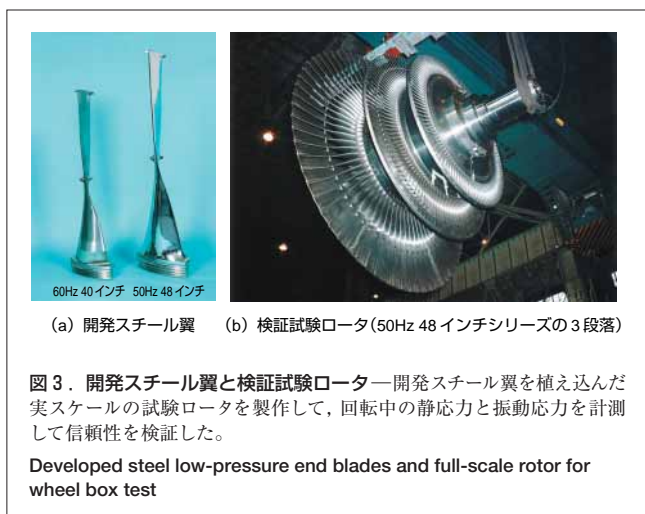 60Hz 40インチ 50Hz 48インチ
(a) 開発スチール翼 (b) 検証試験ロータ(50Hz 48インチシリーズの3段落)
図3．開発スチール翼と検証試験ロータ—開発スチール翼を植え込んだ
実スケールの試験ロータを製作して，回転中の静応力と振動応力を計測
して信頼性を検証した。
Developed steel low-pressure end blades and full-scale rotor for
wheel box test